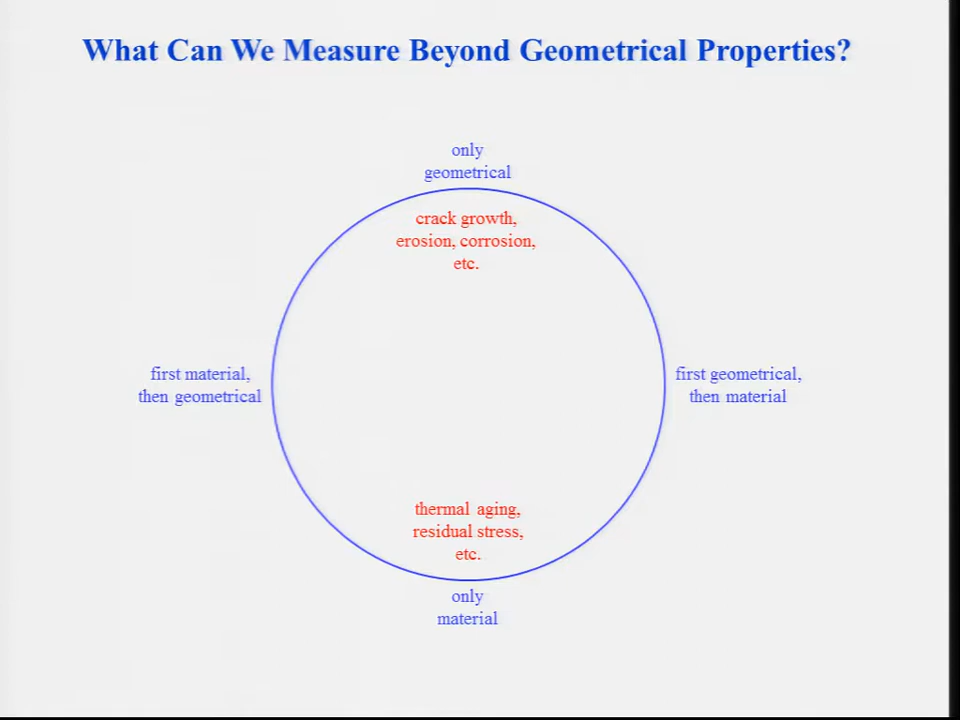 What Can We Measure Beyond Geometrical Properties?
only
geometrical
crack growth,
erosion, corrosion,
etc.
first material,
then geometrical
first geometrical,
then material
thermal aging,
residual stress,
etc.
only
material